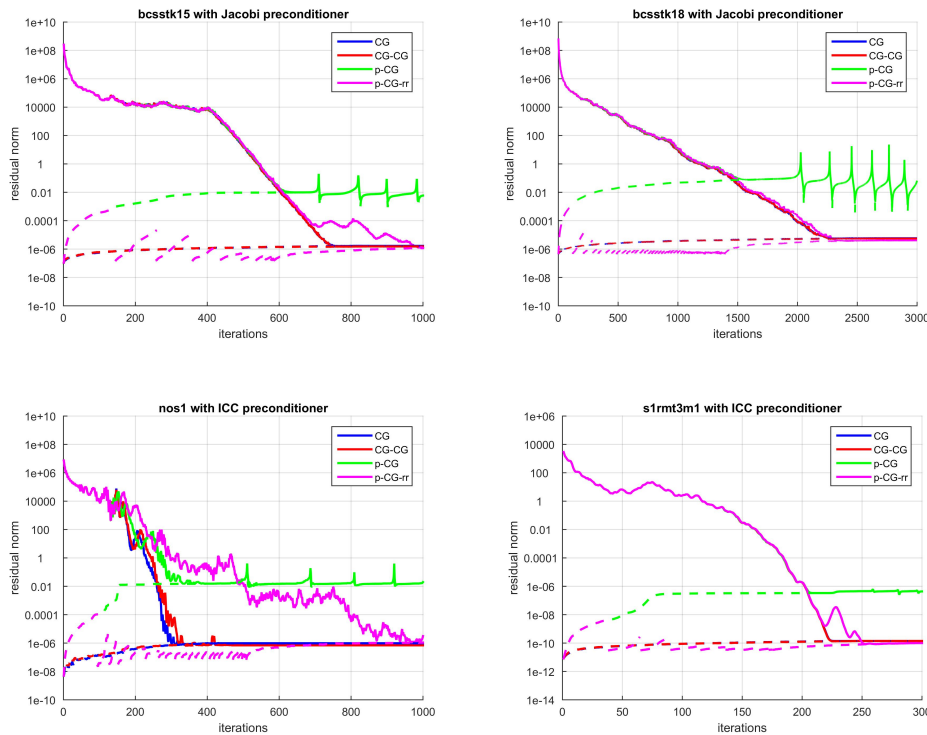 bcsstk15 with Jacobi preconditioner
1e+10
1e+08
1e+06
10000
100
1
0.01
0.0001
1e-06
1e-08
1e-10
residual norm
0
200
400
600
800
1000
iterations
CG
CG-CG
p-CG
p-CG-rr
bcsstk18 with Jacobi preconditioner
1e+10
1e+08
1e+06
10000
100
1
0.01
0.0001
1e-06
1e-08
1e-10
residual norm
0
500
1000
1500
2000
2500
3000
iterations
CG
CG-CG
p-CG
p-CG-rr
nos1 with ICC preconditioner
1e+10
1e+08
1e+06
10000
100
1
0.01
0.0001
1e-06
1e-08
1e-10
residual norm
0
200
400
600
800
1000
iterations
CG
CG-CG
p-CG
p-CG-rr
s1rmt3m1 with ICC preconditioner
1e+06
10000
100
1
0.01
0.0001
1e-06
1e-08
1e-10
1e-12
1e-14
residual norm
0
50
100
150
200
250
300
iterations
CG
CG-CG
p-CG
p-CG-rr